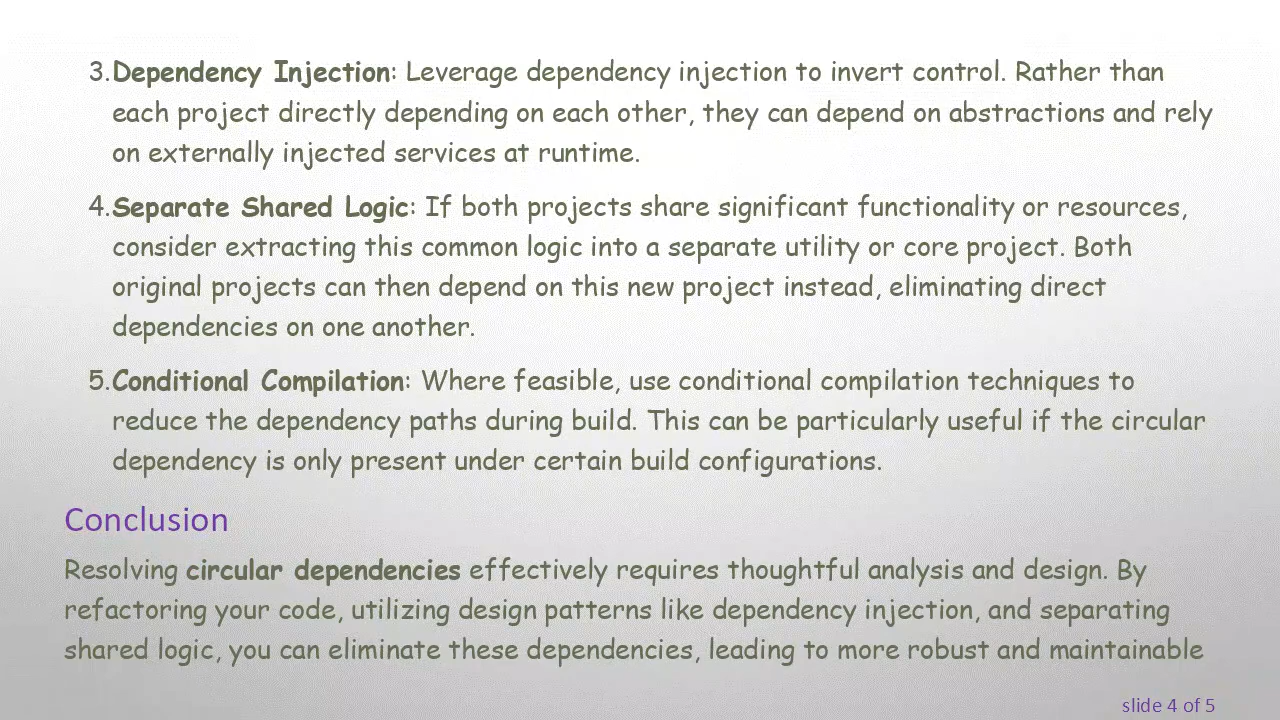 3.Dependency Injection: Leverage dependency injection to invert control. Rather than
each project directly depending on each other, they can depend on abstractions and rely
on externally injected services at runtime.
4.Separate Shared Logic: If both projects share significant functionality or resources,
consider extracting this common logic into a separate utility or core project. Both
original projects can then depend on this new project instead, eliminating direct
dependencies on one another.
5.Conditional Compilation: Where feasible, use conditional compilation techniques to
reduce the dependency paths during build. This can be particularly useful if the circular
dependency is only present under certain build configurations.
Conclusion
Resolving circular dependencies effectively requires thoughtful analysis and design. By
refactoring your code, utilizing design patterns like dependency injection, and separating
shared logic, you can eliminate these dependencies, leading to more robust and maintainable
slide 4 of 5